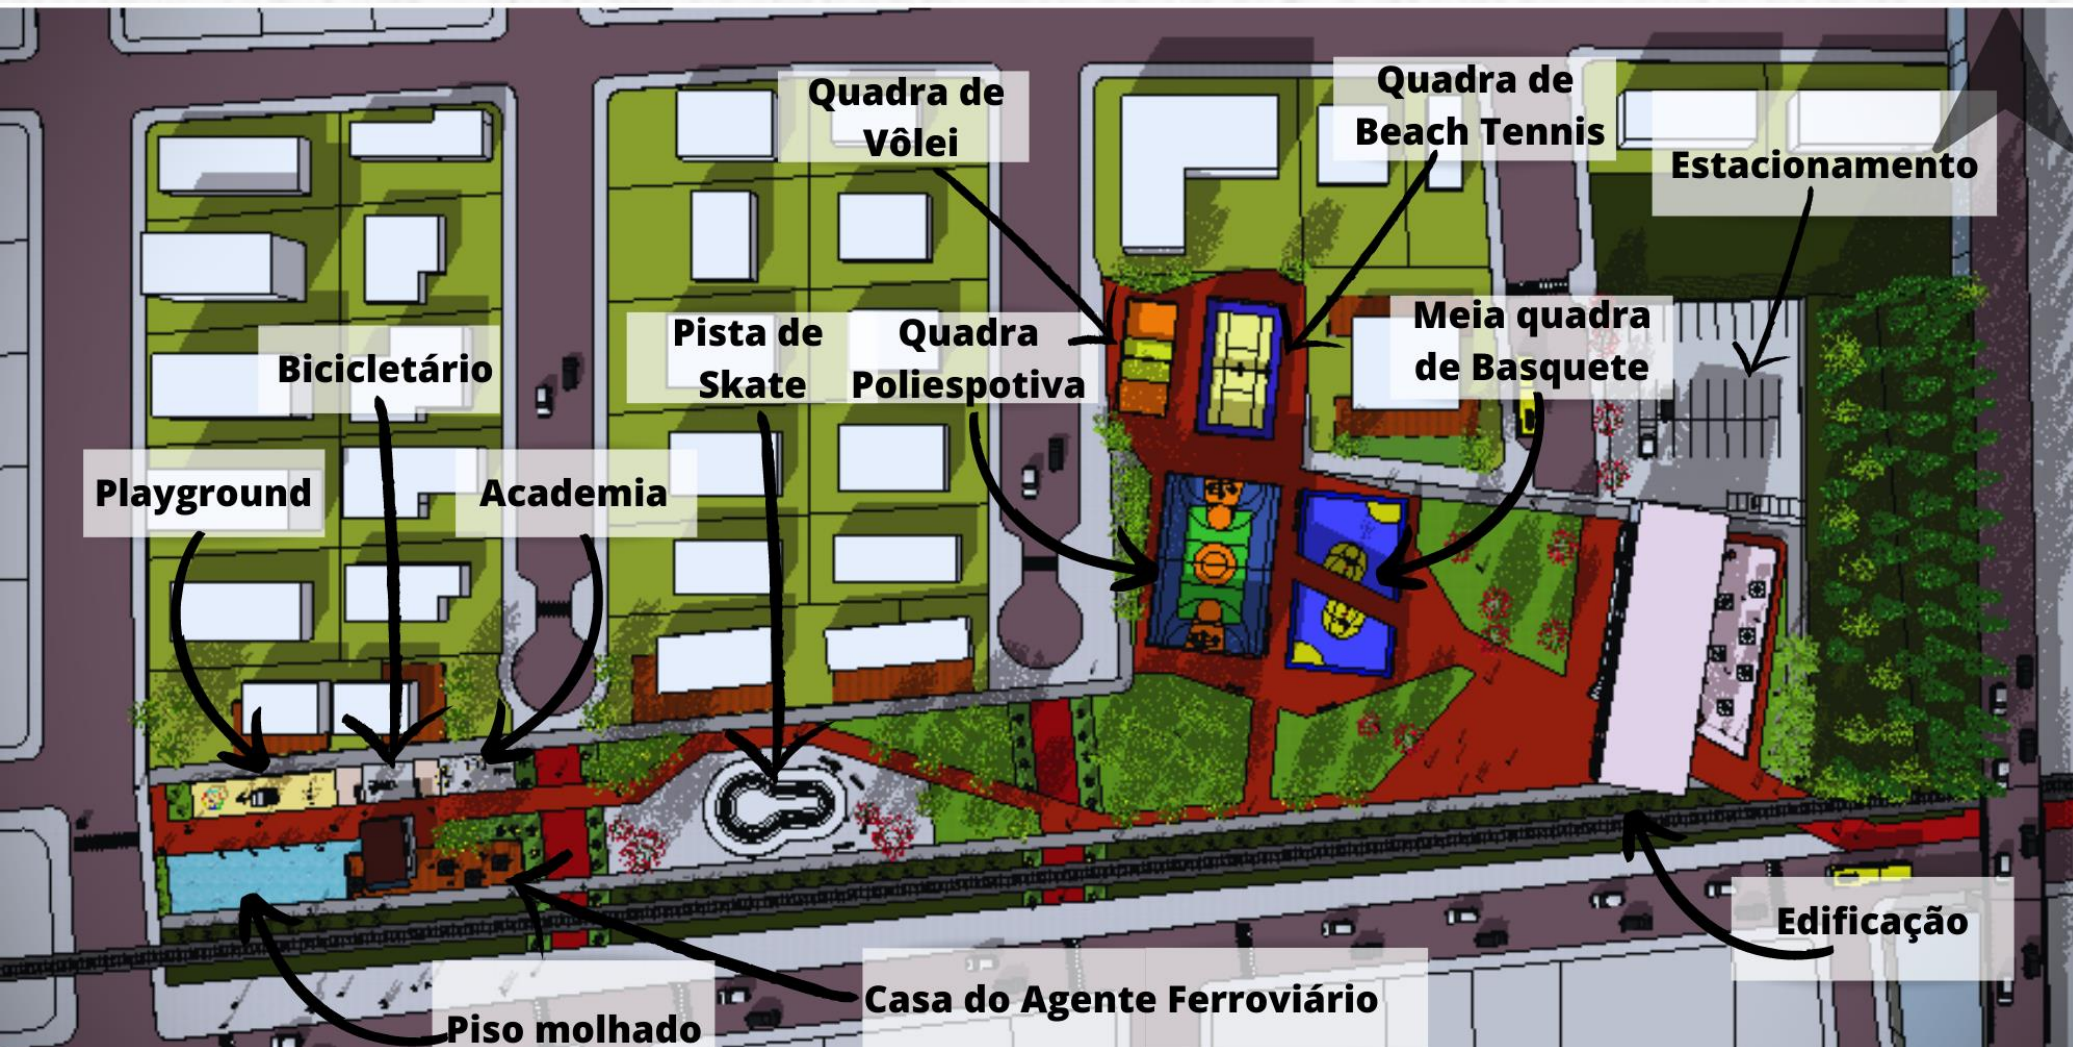 Quadra de
Vôlei
Quadra de
Beach Tennis
Estacionamento
Bicicletário
Pista de
Skate
Quadra
Poliespotiva
Meia quadra
de Basquete
Playground
Academia
Edificação
Casa do Agente Ferroviário
Piso molhado